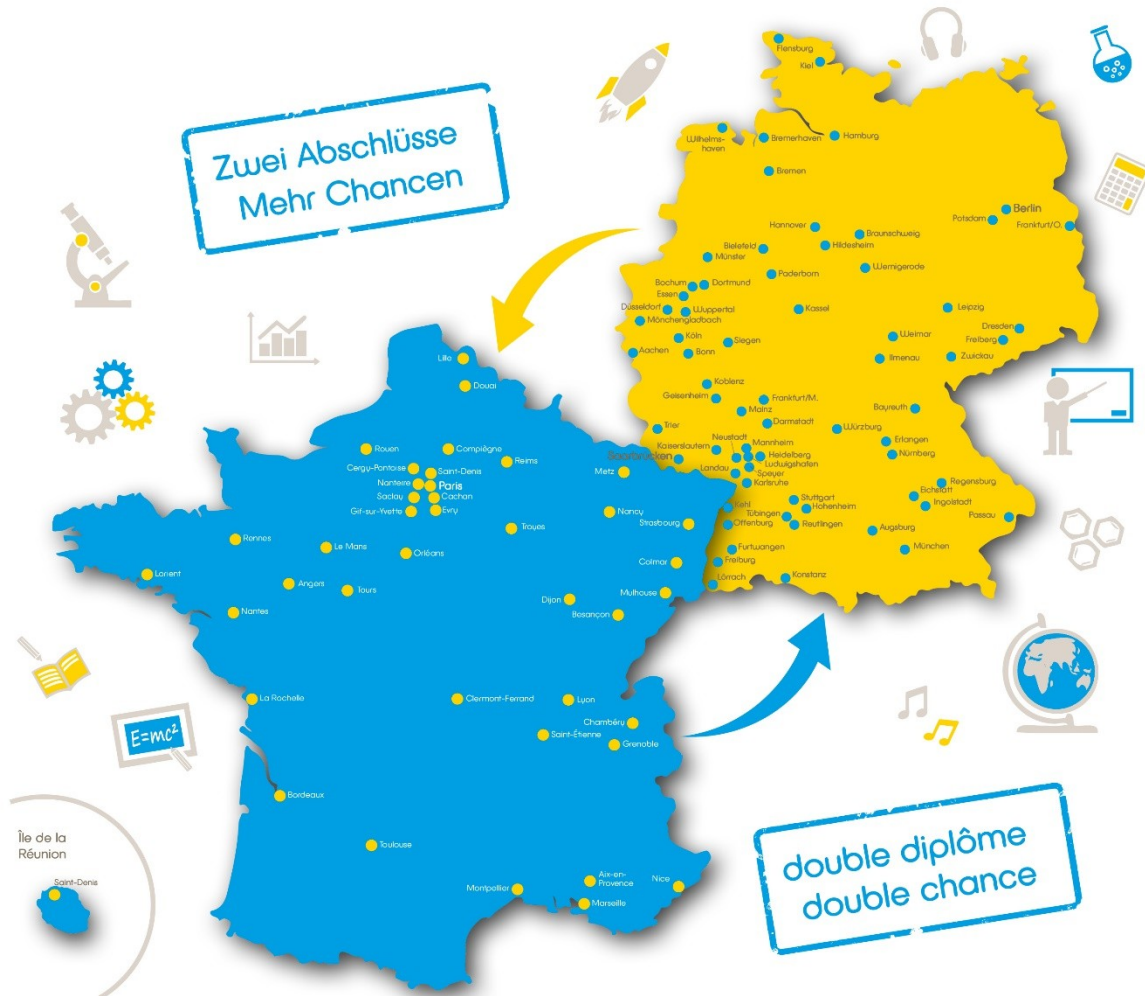 Zwei Abschlüsse
Mehr Chancen
Flensburg
Kiel
Wilhelms-
haven
Bremerhaven
Hamburg
Bremen
Berlin
Potsdam
Frankfurt/O.
Hannover
Braunschweig
Bielefeld
Hildesheim
Münster
Paderborn
Wernigerode
Bochum
Dortmund
Essen
Düsseldorf
Wuppertal
Kassel
Leipzig
Mönchengladbach
Dresden
Köln
Siegen
Weimar
Freiberg
Aachen
Bonn
Ilmenau
Zwickau
Koblenz
Geisenheim
Frankfurt/M.
Mainz
Bayreuth
Darmstadt
Trier
Würzburg
Neustadt
Mannheim
Erlangen
Kaiserslautern
Heidelberg
Nürnberg
Saarbrücken
Ludwigshafen
Landau
Speyer
Karlsruhe
Regensburg
Stuttgart
Eichstätt
Kehl
Hohenheim
Ingolstadt
Tübingen
Passau
Offenburg
Reutlingen
Augsburg
Furtwangen
München
Freiburg
Lörrach
Konstanz
Lille
Douai
Rouen
Compiègne
Reims
Cergy-Pontoise
Saint-Denis
Metz
Nanterre
Paris
Saclay
Cachan
Gif-sur-Yvette
Evry
Nancy
Troyes
Strasbourg
Rennes
Le Mans
Orléans
Colmar
Lorient
Angers
Tours
Mulhouse
Dijon
Nantes
Besançon
La Rochelle
Clermont-Ferrand
Lyon
Chambéry
Saint-Étienne
Grenoble
E=mc²
Bordeaux
Toulouse
Montpellier
Aix-en-
Provence
Nice
Marseille
Île de la
Réunion
Saint-Denis
double diplôme
double chance